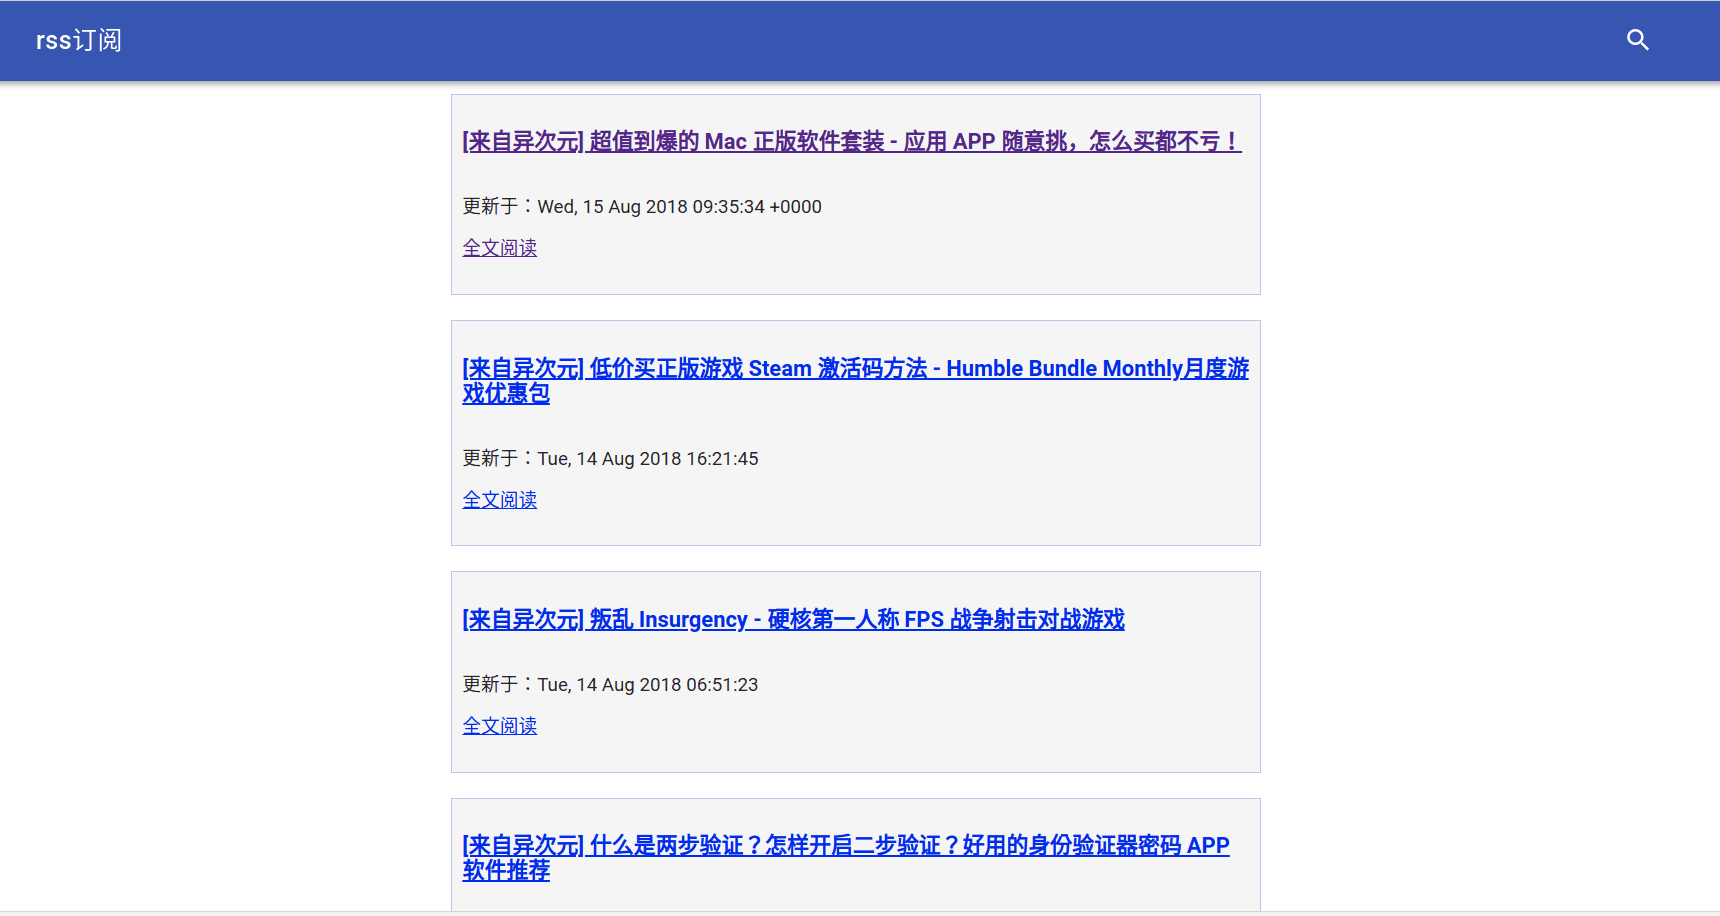 rss订阅
[来自异次元] 超值到爆的 Mac 正版软件套装 - 应用 APP 随意挑，怎么买都不亏！
更新于：Wed, 15 Aug 2018 09:35:34 +0000
全文阅读
[来自异次元] 低价买正版游戏 Steam 激活码方法 - Humble Bundle Monthly月度游
戏优惠包
更新于：Tue, 14 Aug 2018 16:21:45
全文阅读
[来自异次元] 叛乱 Insurgency - 硬核第一人称 FPS 战争射击对战游戏
更新于：Tue, 14 Aug 2018 06:51:23
全文阅读
[来自异次元] 什么是两步验证？怎样开启二步验证？好用的身份验证器密码 APP
软件推荐